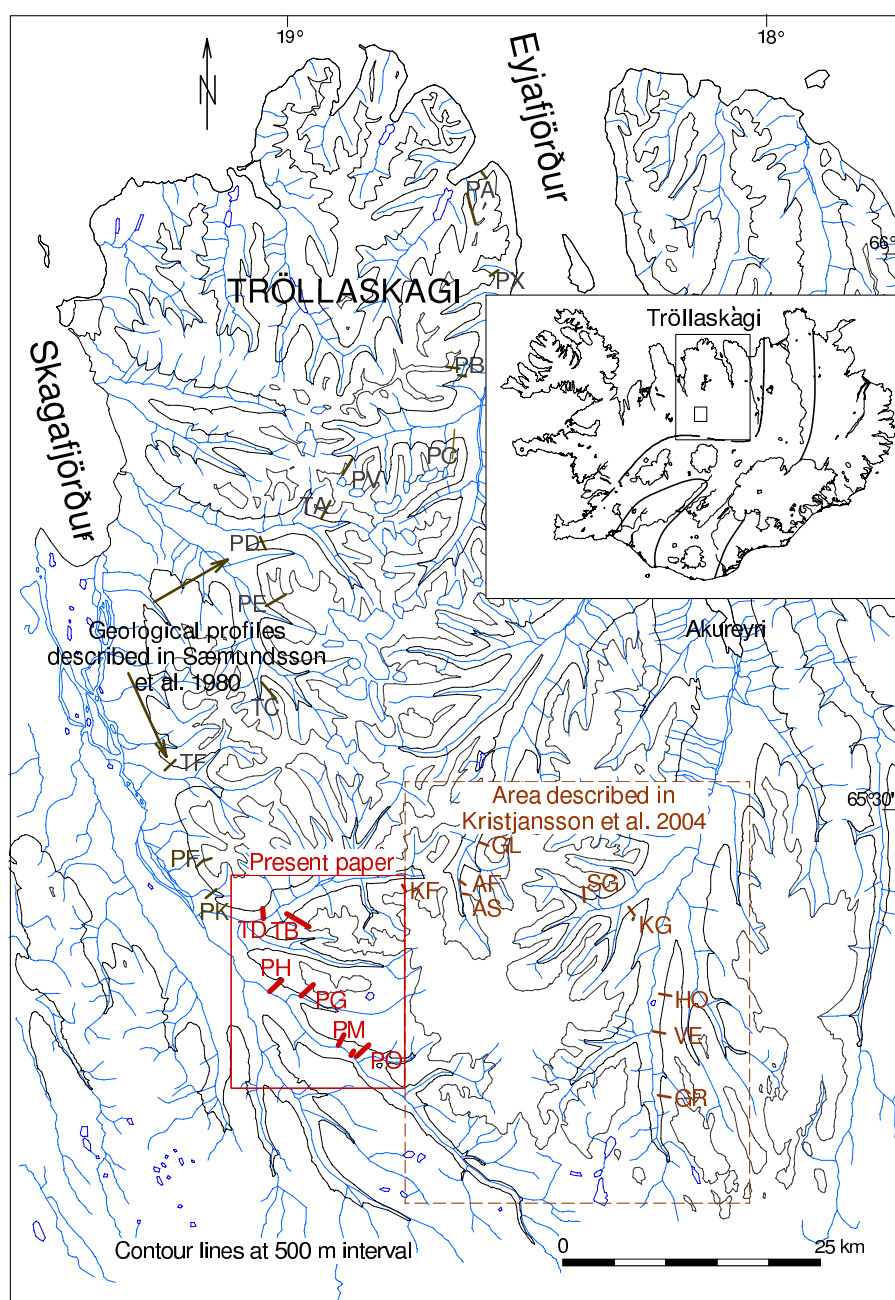 19°
18°
N
Eyjafjörður
PA
66°
PX
TRÖLLASKAGI
Tröllaskagi
Skagafjörður
PB
PC
PV
TA
PD
PE
Geological profiles
described in Sæmundsson
et al. 1980
Akureyri
TC
TF
65°30'
Area described in
Kristjansson et al. 2004
GL
PF
Present paper
AF
SG
KF
PK
AS
TD
TB
KG
PH
PG
HO
PM
VE
PO
GR
Contour lines at 500 m interval
0
25 km